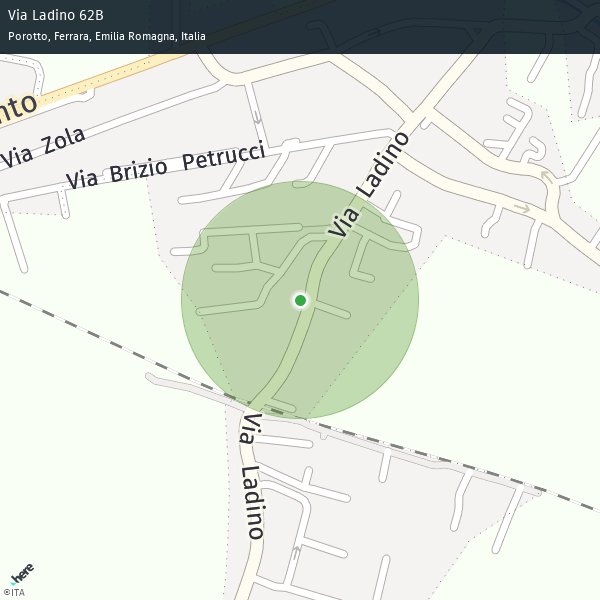 Via Ladino 62B
Porotto, Ferrara, Emilia Romagna, Italia
nto
Via Zola
Via Brizio Petrucci
Via Ladino
Via Ladino
here
©ITA